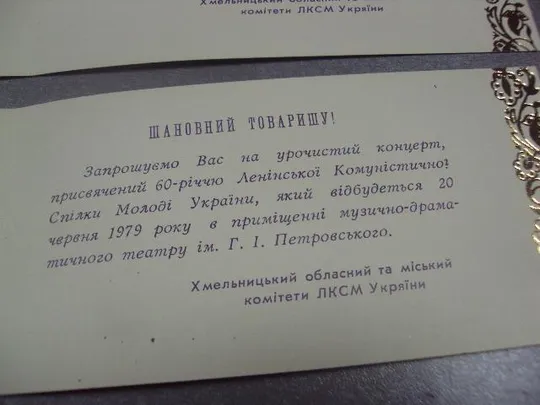 Хмельницький обласний та
комітети ЛКСМ України
ШАНОВНИЙ ТОВАРИШУ!
Запрошуємо Вас на урочистий концерт,
присвячений 60-річчю Ленінської Комуністичної
Спілки Молоді України, який відбудеться 20
червня 1979 року в приміщенні музично-драма-
тичного театру ім. Г. І. Петровського.
Хмельницький обласний та міський
комітети ЛКСМ України